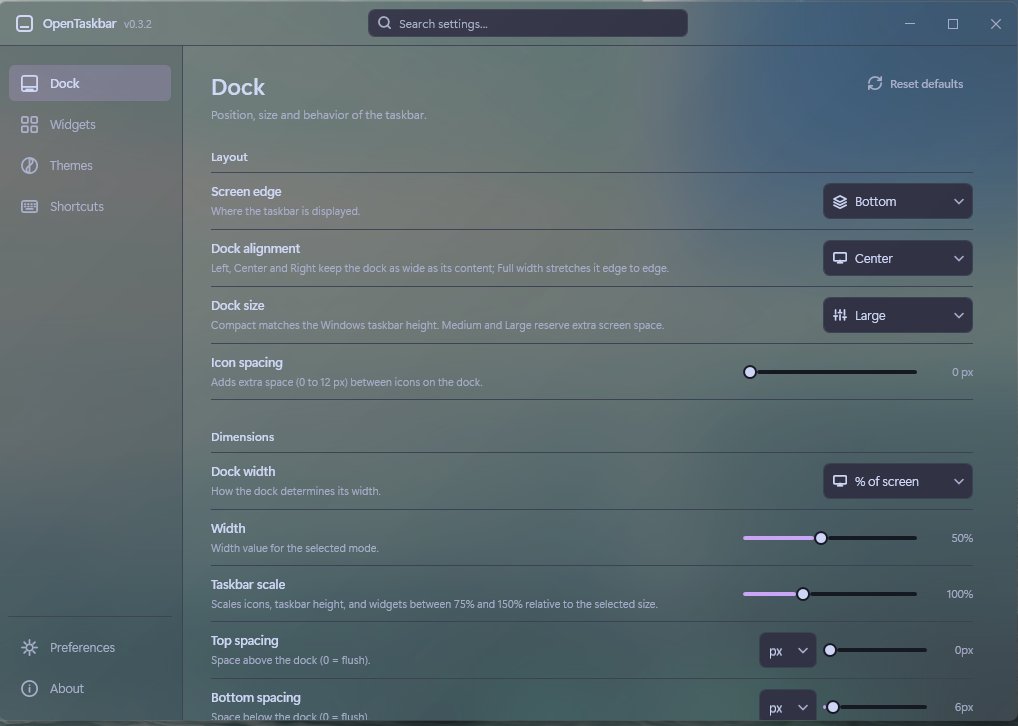 OpenTaskbar v0.3.2
Search settings...
Dock
Widgets
Themes
Shortcuts
Preferences
About
Dock
Reset defaults
Position, size and behavior of the taskbar.
Layout
Screen edge
Where the taskbar is displayed.
Bottom
Dock alignment
Left, Center and Right keep the dock as wide as its content; Full width stretches it edge to edge.
Center
Dock size
Compact matches the Windows taskbar height. Medium and Large reserve extra screen space.
Large
Icon spacing
Adds extra space (0 to 12 px) between icons on the dock.
0 px
Dimensions
Dock width
How the dock determines its width.
% of screen
Width
Width value for the selected mode.
50%
Taskbar scale
Scales icons, taskbar height, and widgets between 75% and 150% relative to the selected size.
100%
Top spacing
Space above the dock (0 = flush).
px
0px
Bottom spacing
Space below the dock (0 = flush).
px
6px